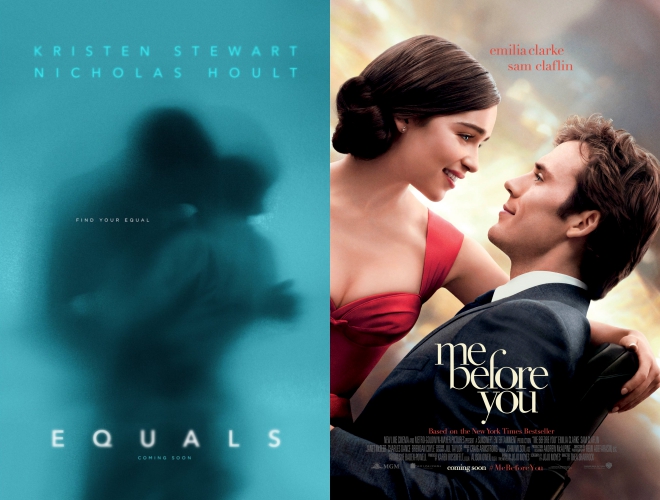 KRISTEN STEWART
NICHOLAS HOULT
FIND YOUR EQUAL
EQUALS
COMING SOON
emilia clarke
sam claflin
me
before
you
Based on the New York Times Bestseller
MGM
coming soon #MeBeforeYou